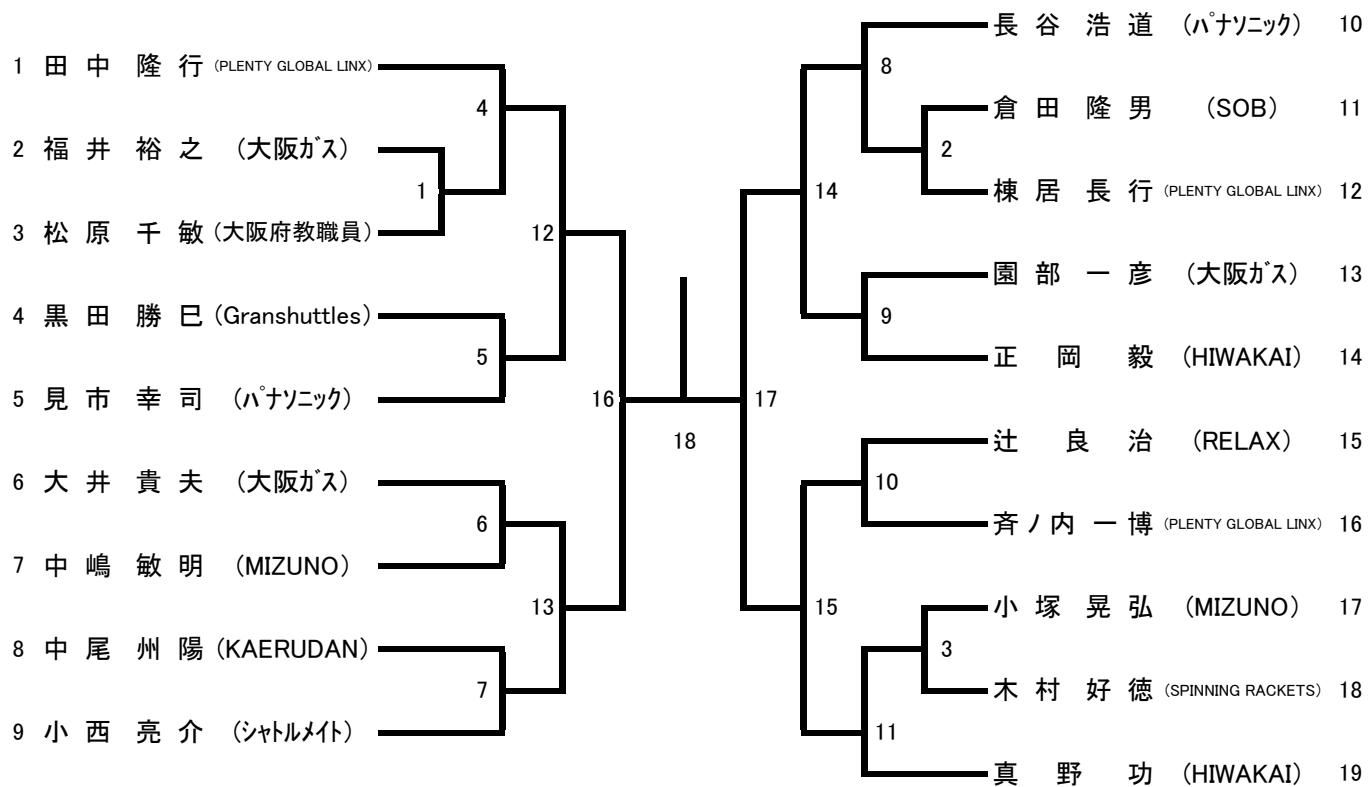 1 田中 隆行 (PLENTY GLOBAL LINX)
2 福井 裕之 (大阪ｶﾞｽ)
3 松原 千敏 (大阪府教職員)
4 黒田 勝巳 (Granshuttles)
5 見市 幸司 (ﾊﾟﾅｿﾆｯｸ)
6 大井 貴夫 (大阪ｶﾞｽ)
7 中嶋 敏明 (MIZUNO)
8 中尾 州陽 (KAERUDAN)
9 小西 亮介 (ｼｬﾄﾙﾒｲﾄ)
4
1
12
5
16
6
13
7
18
長谷 浩道 (ﾊﾟﾅｿﾆｯｸ) 10
倉田 隆男 (SOB) 11
棟居 長行 (PLENTY GLOBAL LINX) 12
園部 一彦 (大阪ｶﾞｽ) 13
正岡 毅 (HIWAKAI) 14
辻 良治 (RELAX) 15
斉ノ内 一博 (PLENTY GLOBAL LINX) 16
小塚 晃弘 (MIZUNO) 17
木村 好徳 (SPINNING RACKETS) 18
真野 功 (HIWAKAI) 19
8
2
14
9
17
10
15
3
11